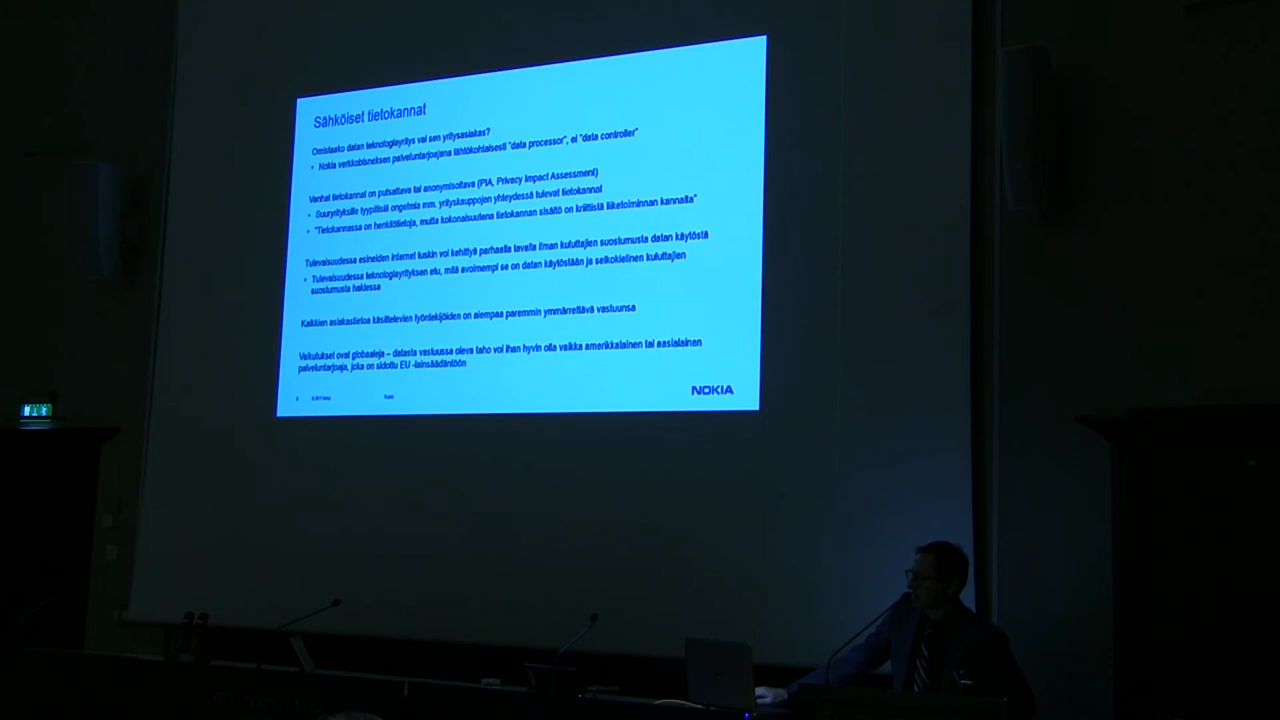 Sähköiset tietokannat
Omistaako datan teknologiayritys vai sen yritysasiakas?
• Nokia verkkobisneksen palveluntarjoajana lähtökohtaisesti "data processor", ei "data controller"
Vanhat tietokannat on putsattava tai anonymisoitava (PIA, Privacy Impact Assessment)
• Suuryrityksille tyypillisiä ongelmia mm. yrityskauppojen yhteydessä tulevat tietokannat
• "Tietokannassa on henkilötietoja, mutta kokonaisuutena tietokannan sisältö on kriittistä liiketoiminnan kannalta"
Tulevaisuudessa esineiden internet tuskin voi kehittyä parhaalla tavalla ilman kuluttajien suostumusta datan käytöstä
• Tulevaisuudessa teknologiayrityksen etu, mitä avoimempi se on datan käytöstään ja selkokielinen kuluttajien
suostumusta hakiessa
Kaikkien asiakastietoa käsittelevien työntekijöiden on aiempaa paremmin ymmärrettävä vastuunsa
Vaikutukset ovat globaaleja – datasta vastuussa oleva taho voi ihan hyvin olla vaikka amerikkalainen tai aasialainen
palveluntarjoaja, joka on sidottu EU -lainsäädäntöön
© 2017 Nokia
Public
NOKIA